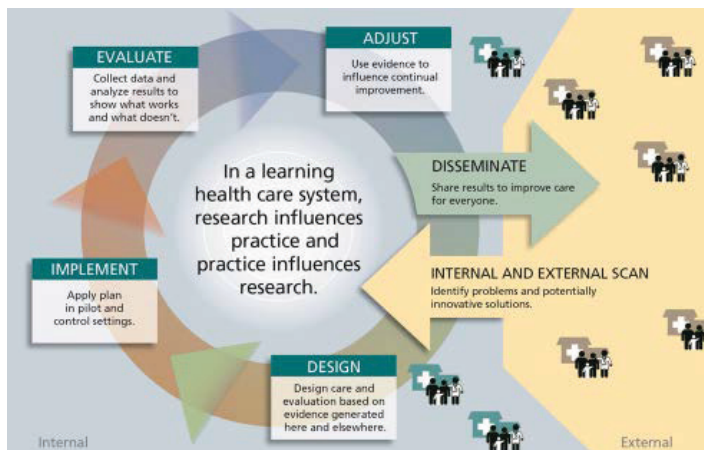 EVALUATE
Collect data and
analyze results to
show what works
and what doesn't.
ADJUST
Use evidence to
influence continual
improvement.
In a learning
health care system,
research influences
practice and
practice influences
research.
DISSEMINATE
Share results to improve care
for everyone.
IMPLEMENT
Apply plan
in pilot and
control settings.
INTERNAL AND EXTERNAL SCAN
Identify problems and potentially
innovative solutions.
DESIGN
Design care and
evaluation based on
evidence generated
here and elsewhere.
Internal
External